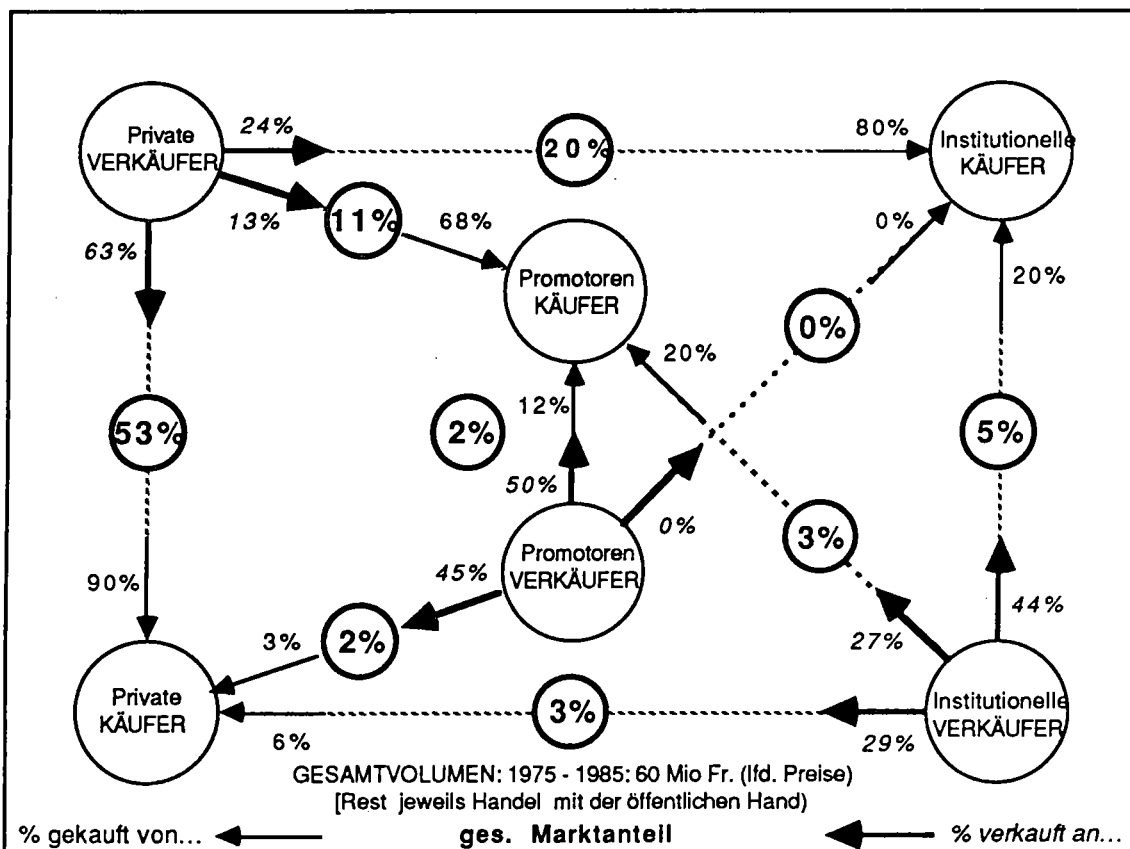 Private
VERKÄUFER
24%
20%
80%
Institutionelle
KÄUFER
13%
11%
68%
0%
63%
Promotoren
KÄUFER
20%
0%
20%
12%
53%
2%
5%
50%
0%
3%
Promotoren
VERKÄUFER
90%
45%
44%
27%
3%
2%
Private
KÄUFER
3%
Institutionelle
VERKÄUFER
6%
29%
GESAMTVOLUMEN: 1975 - 1985: 60 Mio Fr. (lfd. Preise)
[Rest jeweils Handel mit der öffentlichen Hand)
% gekauft von... ges. Marktanteil % verkauft an...